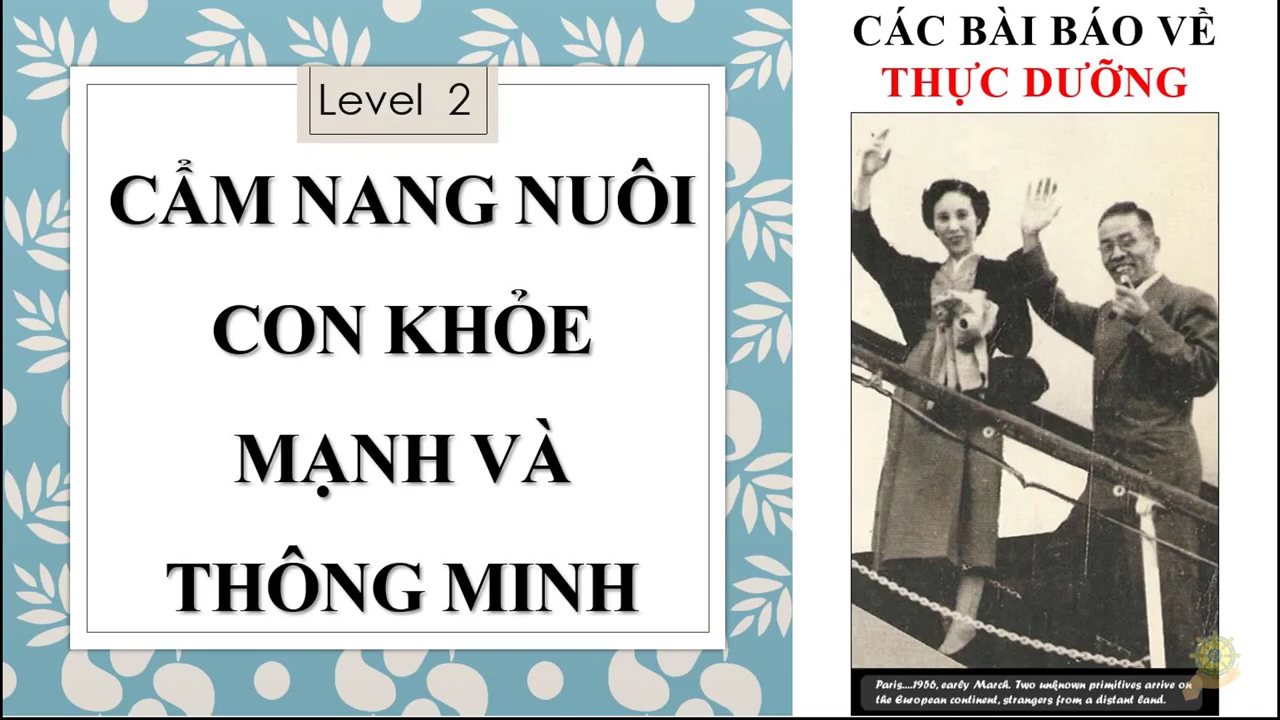 Level 2
CẨM NANG NUÔI
CON KHỎE
MẠNH VÀ
THÔNG MINH
CÁC BÀI BÁO VỀ
THỰC DƯỠNG
Paris....1956, early March. Two unknown primitives arrive on
the European continent, strangers from a distant land.